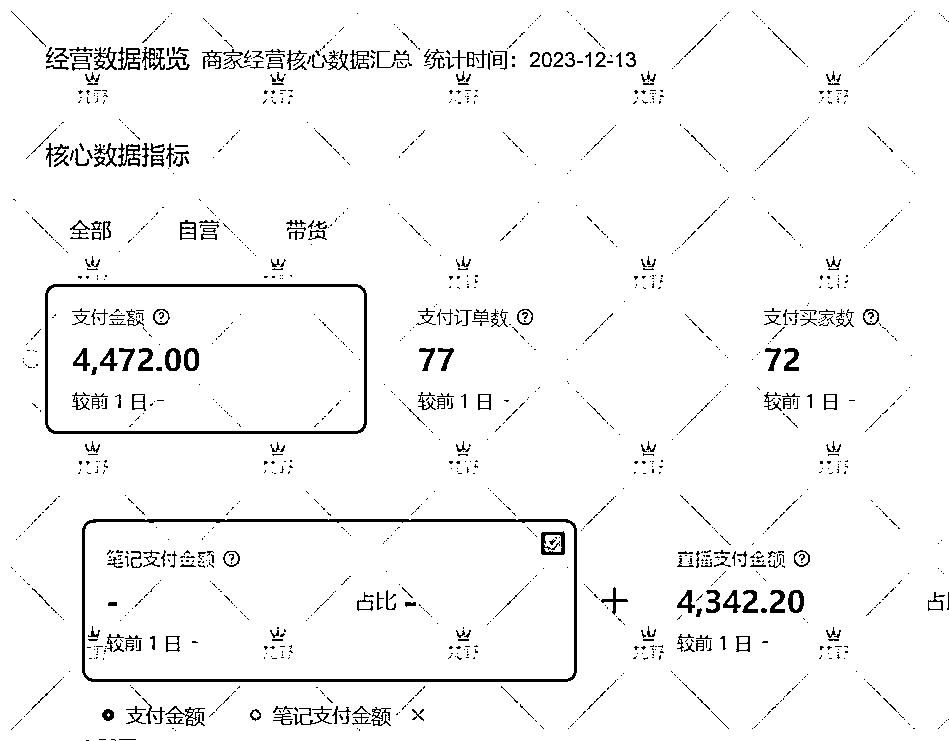 经营数据概览 商家经营核心数据汇总 统计时间：2023-12-13
核心数据指标
全部 自营 带货
支付金额 ? 支付订单数 ? 支付买家数 ?
4,472.00 77 72
较前 1 日 - 较前 1 日 - 较前 1 日 -
笔记支付金额 ? 直播支付金额 ?
- 占比 - + 4,342.20
较前 1 日 - 较前 1 日 -
支付金额 笔记支付金额 ×